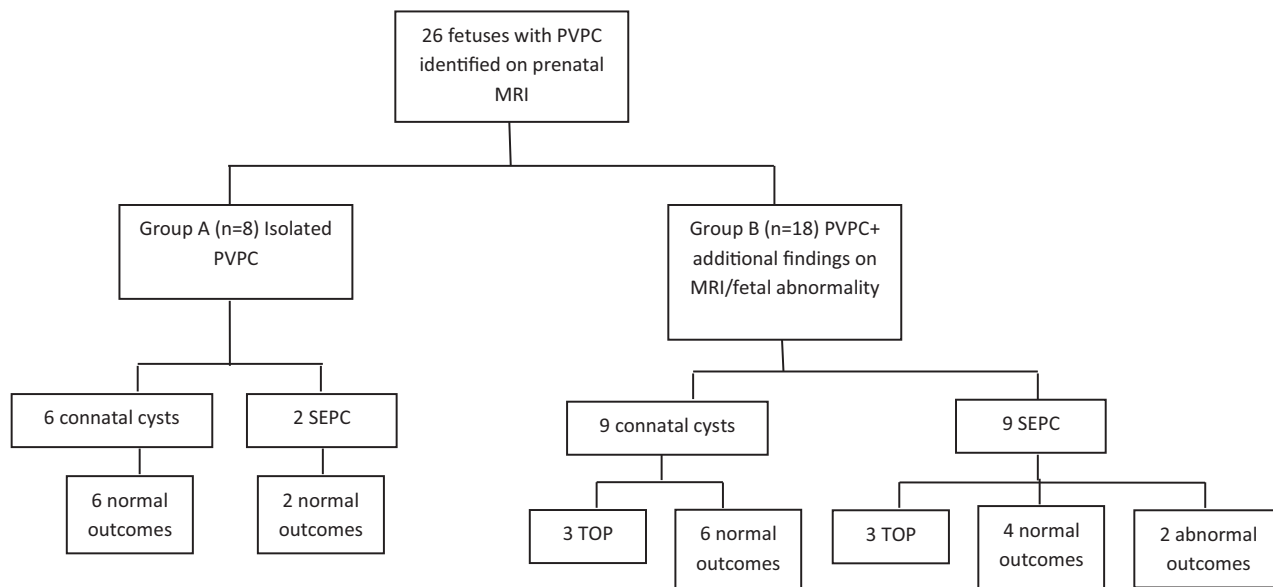 26 fetuses with PVPC
identified on prenatal
MRI
Group A (n=8) Isolated
PVPC
Group B (n=18) PVPC+
additional findings on
MRI/fetal abnormality
6 connatal cysts
2 SEPC
9 connatal cysts
9 SEPC
6 normal
outcomes
2 normal
outcomes
3 TOP
6 normal
outcomes
3 TOP
4 normal
outcomes
2 abnormal
outcomes